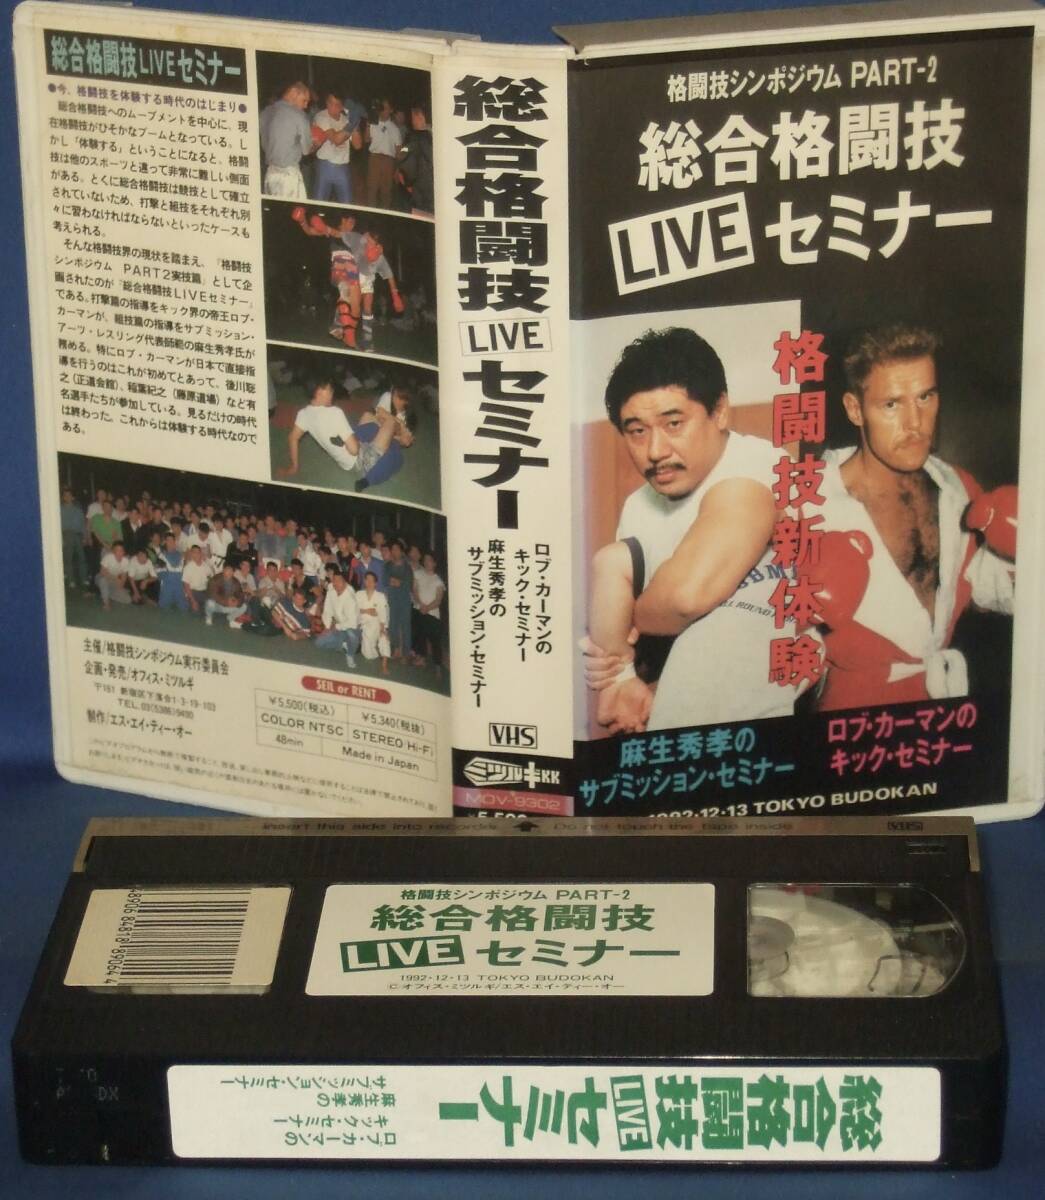 総合格闘技LIVEセミナー
●今、格闘技を体験する時代のはじまり●
総合格闘技へのムーブメントを中心に、現
在格闘技がひそかなブームとなっている。し
かし「体験する」ということになると、格闘
技は他のスポーツと違って非常に難しい側面
がある。とくに総合格闘技は競技として確立
されていないため、打撃と組技をそれぞれ別
々に習わなければならないといったケースも
考えられる。
そんな格闘技界の現状を踏まえ、『格闘技
シンポジウム PART2実技篇』として企
画されたのが『総合格闘技LIVEセミナー』
である。打撃篇の指導をキック界の帝王ロブ・
カーマンが、組技篇の指導をサブミッション・
アーツ・レスリング代表師範の麻生秀孝氏が
務める。特にロブ・カーマンが日本で直接指
導を行うのはこれが初めてとあって、後川聡
之(正道会館)、稲葉紀之(藤原道場)など有
名選手たちが参加している。見るだけの時代
は終わった。これからは体験する時代なので
ある。
主催/格闘技シンポジウム実行委員会
企画・発売/オフィス・ミツルギ
〒161 新宿区下落合1-3-19-103
TEL.03(5386)9490
制作/エス・エイ・ティー・オー
SEIL or RENT
¥5,500(税込) ¥5,340(税抜)
COLOR NTSC STEREO Hi-Fi
48min Made in Japan
総合格闘技
LIVE
セミナー
ロブ・カーマンの
キック・セミナー
麻生秀孝の
サブミッション・セミナー
VHS
ミツルギKK
MOV-9302
格闘技シンポジウム PART-2
総合格闘技
LIVE セミナー
格闘技新体験
麻生秀孝の
サブミッション・セミナー
ロブ・カーマンの
キック・セミナー
1992・12・13 TOKYO BUDOKAN
Insert this side into recorder Do not touch the tape inside VHS
格闘技シンポジウム PART-2
総合格闘技
LIVE セミナー
1992・12・13 TOKYO BUDOKAN
©オフィス・ミツルギ/エス・エイ・ティー・オー
総合格闘技
LIVE
セミナー
ロブ・カーマンの
キック・セミナー
麻生秀孝の
サブミッション・セミナー